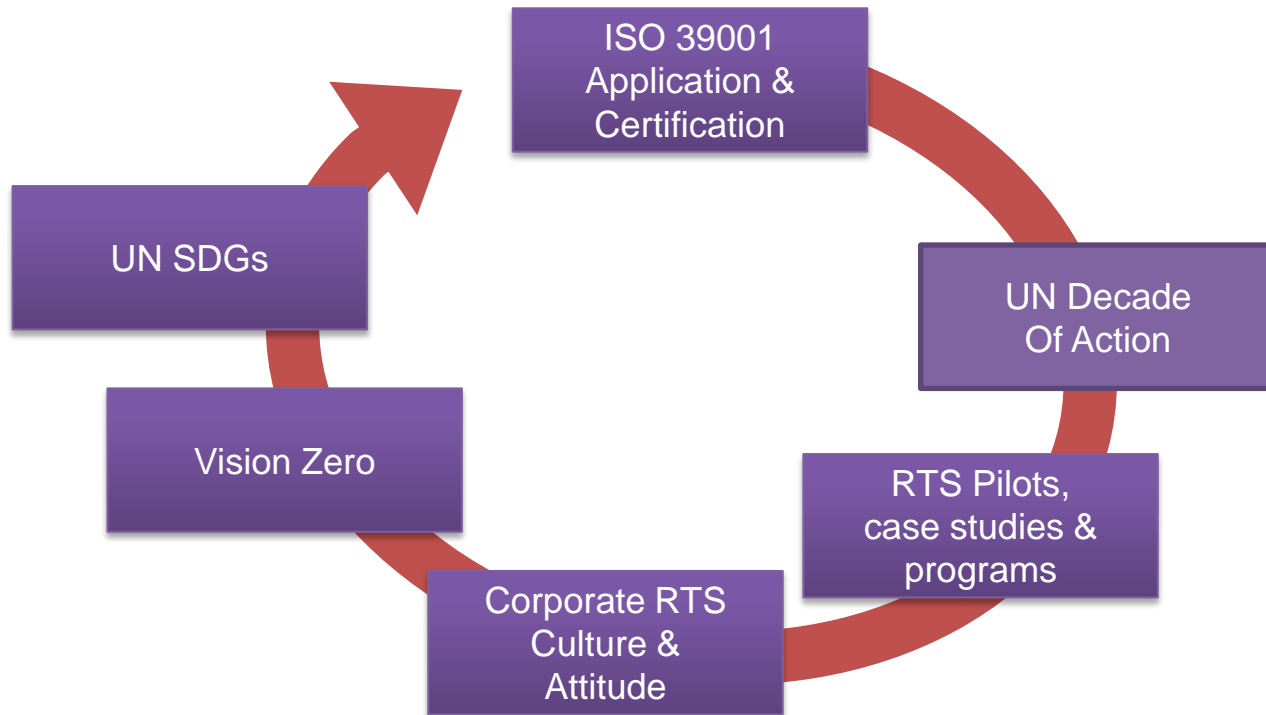 ISO 39001
Application &
Certification
UN Decade
Of Action
RTS Pilots,
case studies &
programs
Corporate RTS
Culture &
Attitude
Vision Zero
UN SDGs